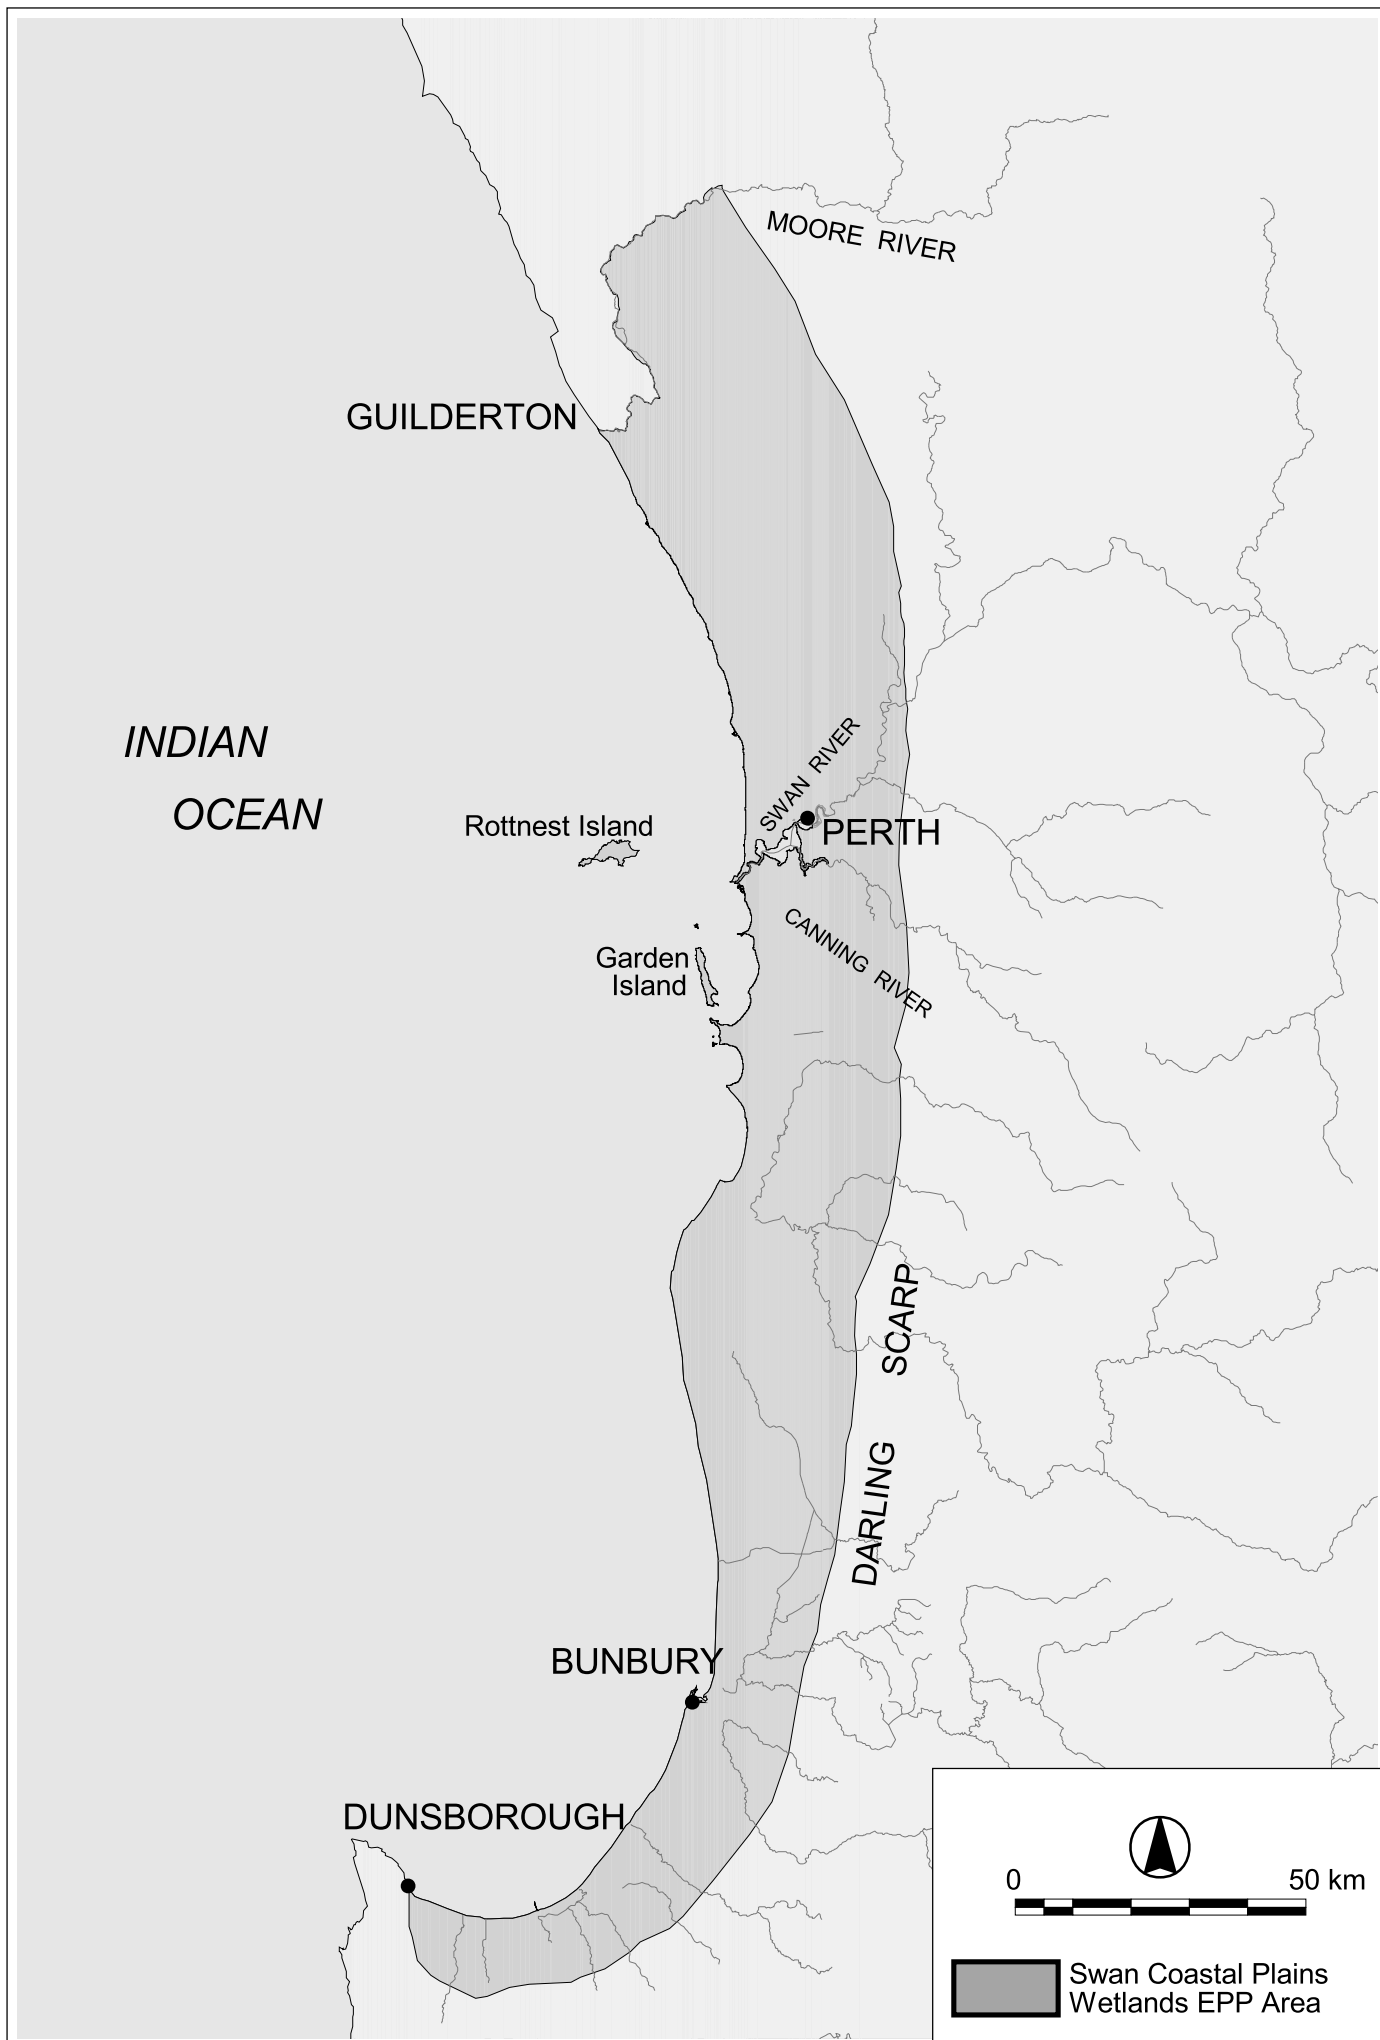 MOORE RIVER
GUILDERTON
INDIAN
OCEAN
SWAN RIVER
Rottnest Island
PERTH
CANNING RIVER
Garden
Island
DARLING SCARP
BUNBURY
DUNSBOROUGH
0 50 km
Swan Coastal Plains
Wetlands EPP Area